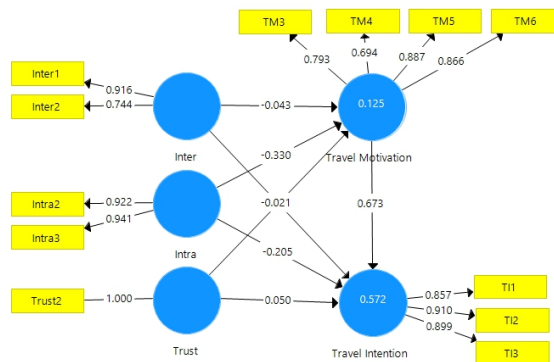 TM3
TM4
TM5
TM6
0.793
0.694
0.887
0.866
Inter1
0.916
Inter2
0.744
-0.043
0.125
Inter
Travel Motivation
-0.330
Intra2
0.922
Intra3
0.941
-0.021
0.673
Intra
-0.205
Trust2
1.000
0.050
0.572
0.857
TI1
0.910
TI2
0.899
TI3
Trust
Travel Intention